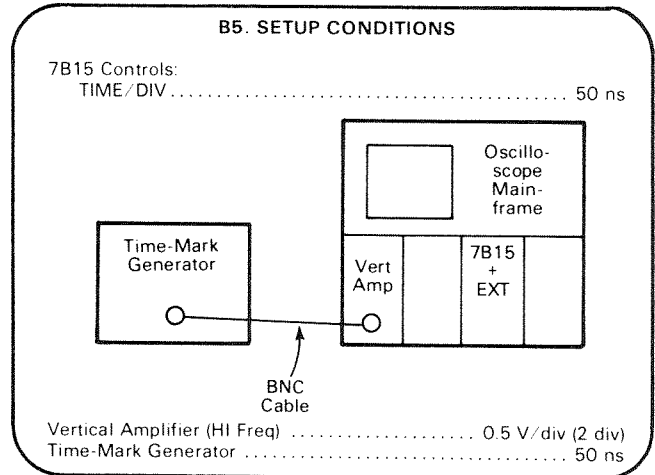 B5. SETUP CONDITIONS
7B15 Controls:
TIME/DIV........................................ 50 ns
Oscillo-
scope
Main-
frame
Time-Mark
Generator
Vert
Amp
7B15
+
EXT
BNC
Cable
Vertical Amplifier (HI Freq) .................... 0.5 V/div (2 div)
Time-Mark Generator ................................ 50 ns